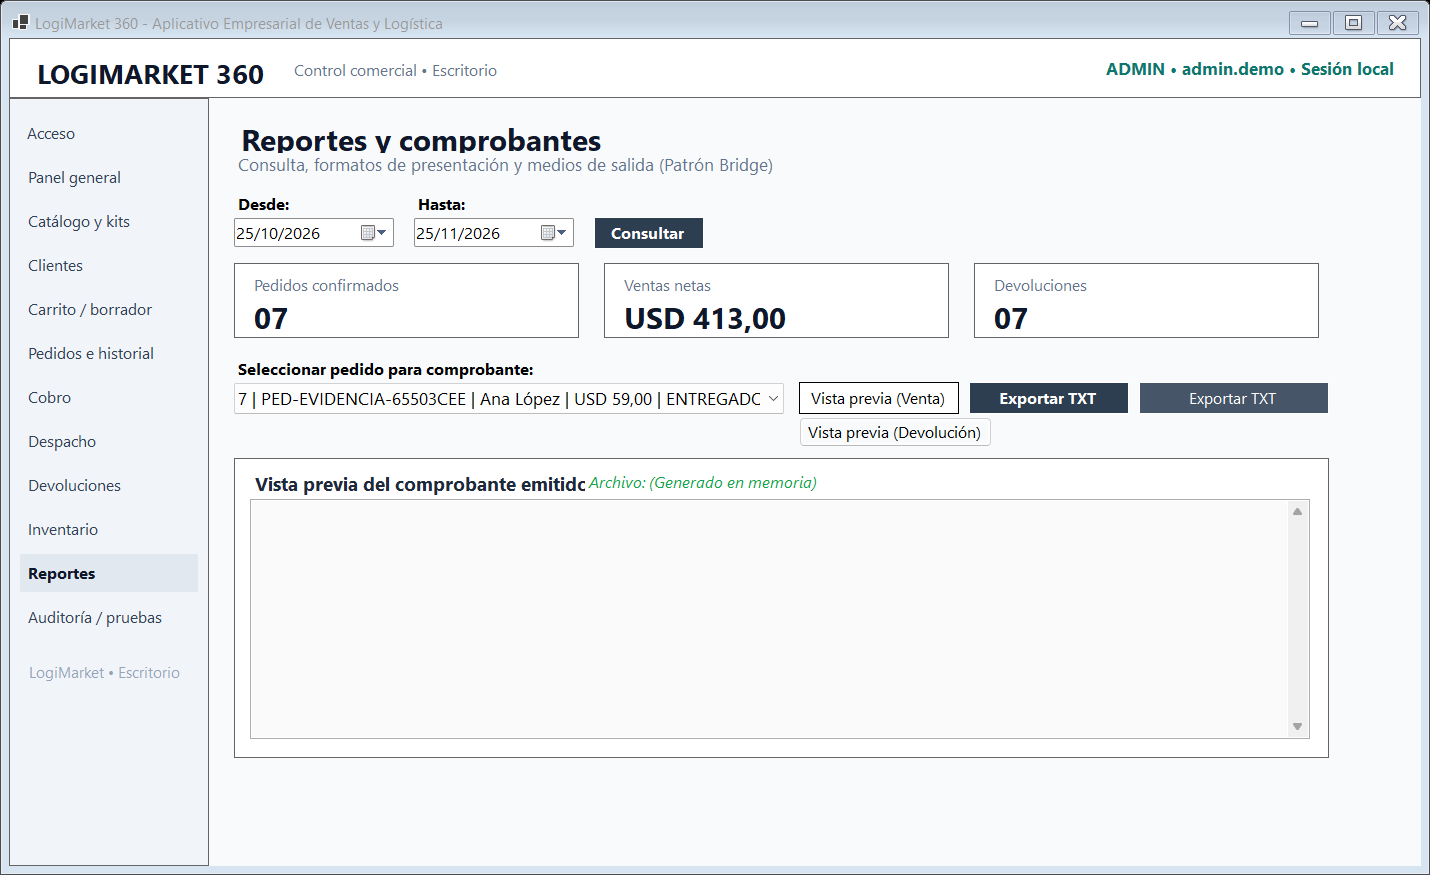 LogiMarket 360 - Aplicativo Empresarial de Ventas y Logística
LOGIMARKET 360
Control comercial • Escritorio
ADMIN • admin.demo • Sesión local
Acceso
Panel general
Catálogo y kits
Clientes
Carrito / borrador
Pedidos e historial
Cobro
Despacho
Devoluciones
Inventario
Reportes
Auditoría / pruebas
LogiMarket • Escritorio
Reportes y comprobantes
Consulta, formatos de presentación y medios de salida (Patrón Bridge)
Desde:
Hasta:
25/10/2026
25/11/2026
Consultar
Pedidos confirmados
07
Ventas netas
USD 413,00
Devoluciones
07
Seleccionar pedido para comprobante:
7 | PED-EVIDENCIA-65503CEE | Ana López | USD 59,00 | ENTREGADO
Vista previa (Venta)
Exportar TXT
Exportar TXT
Vista previa (Devolución)
Vista previa del comprobante emitido
Archivo: (Generado en memoria)